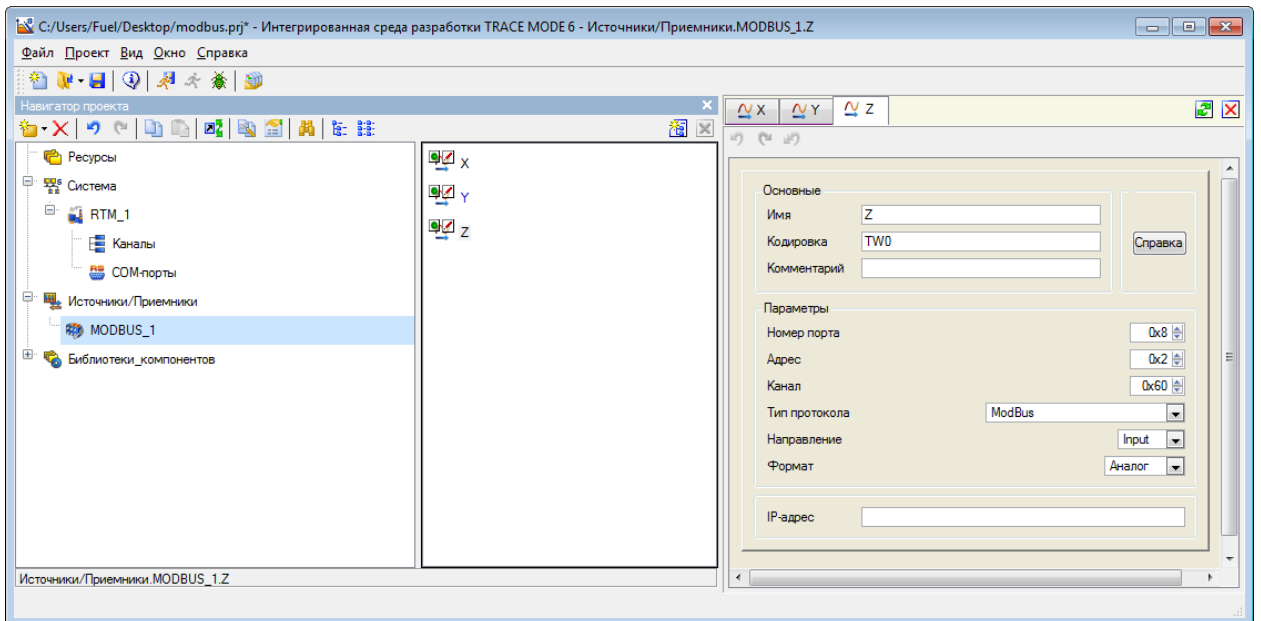 C:/Users/Fuel/Desktop/modbus.prj* - Интегрированная среда разработки TRACE MODE 6 - Источники/Приемники.MODBUS_1.Z
Файл Проект Вид Окно Справка
Навигатор проекта
Ресурсы
Система
RTM_1
Каналы
COM-порты
Источники/Приемники
MODBUS_1
Библиотеки_компонентов
X
Y
Z
Источники/Приемники.MODBUS_1.Z
X Y Z
Основные
Имя Z
Кодировка TW0
Комментарий
Справка
Параметры
Номер порта 0x8
Адрес 0x2
Канал 0x60
Тип протокола ModBus
Направление Input
Формат Аналог
IP-адрес